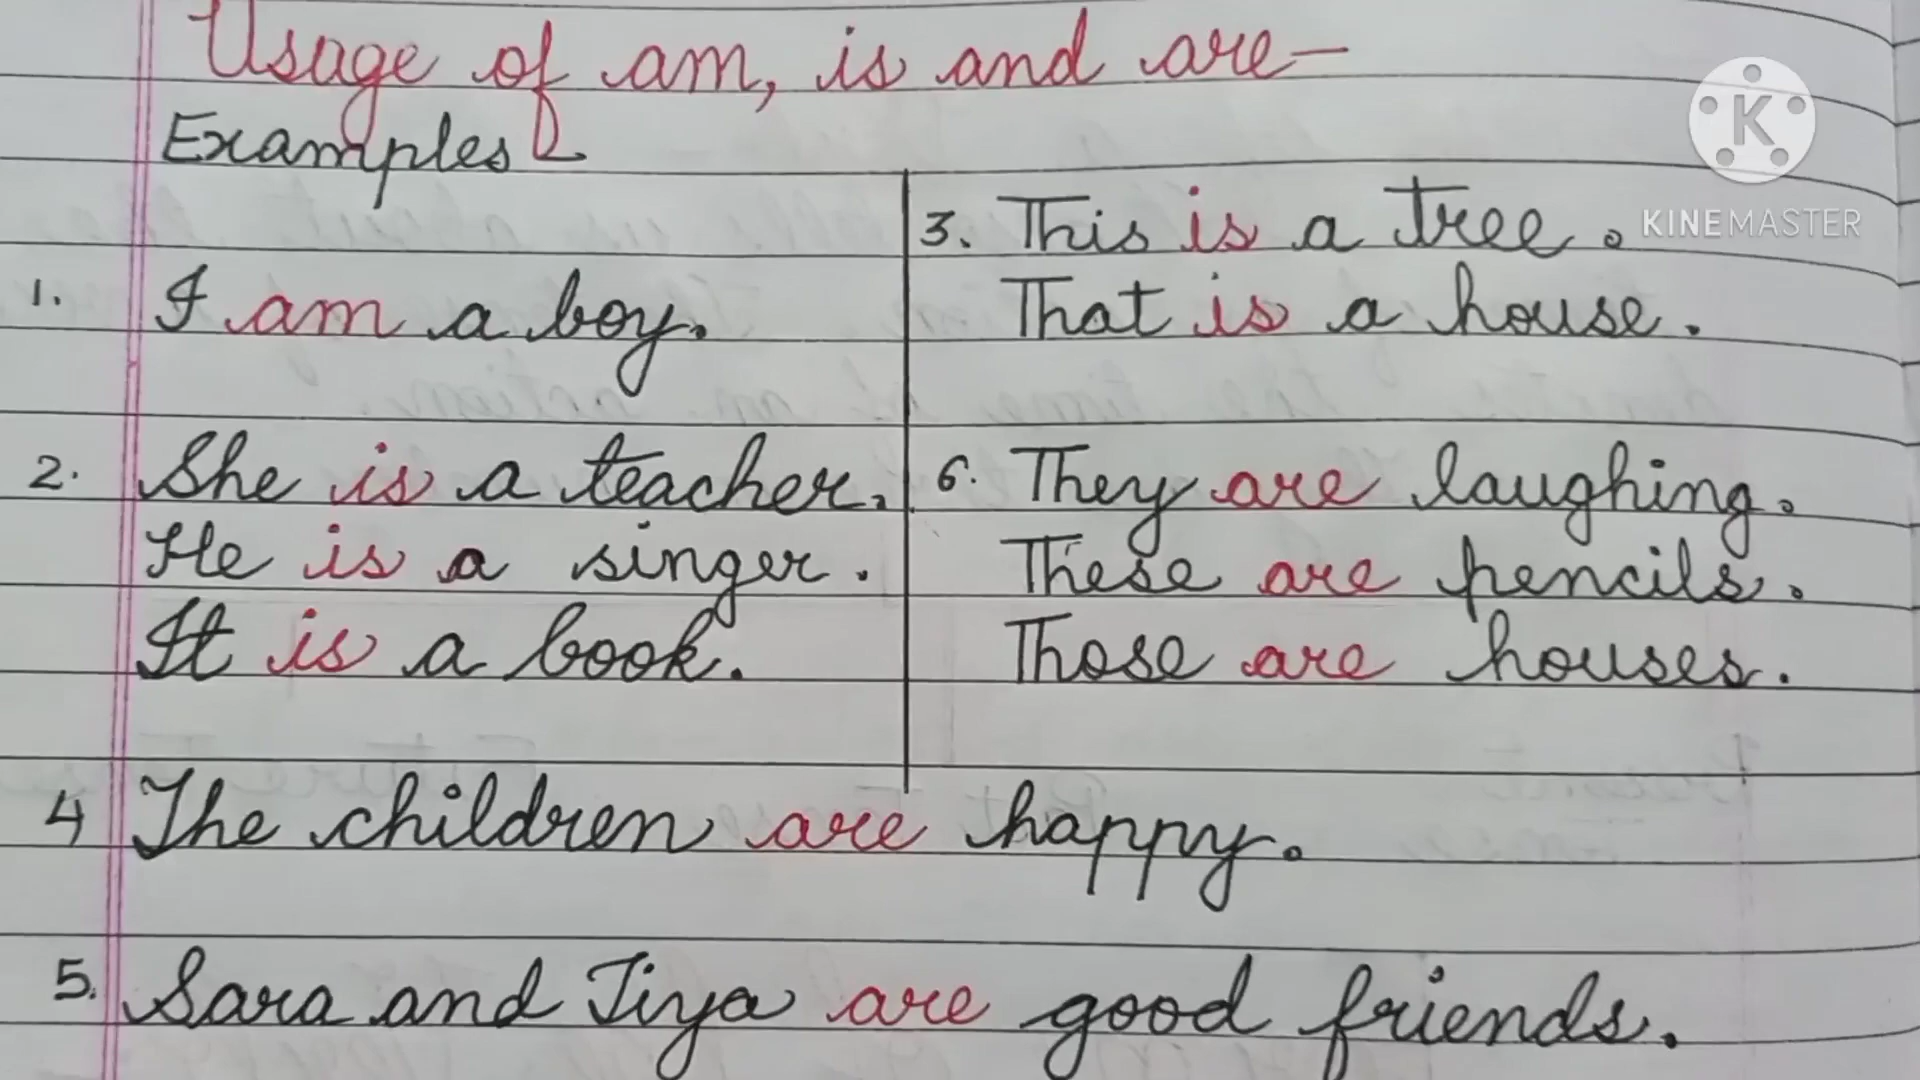 Usage of am, is and are—
Examples
1. I am a boy.
2. She is a teacher.
He is a singer.
It is a book.
3. This is a tree.
That is a house.
6. They are laughing.
These are pencils.
Those are houses.
4 The children are happy.
5. Sara and Jiya are good friends.
K
KINEMASTER